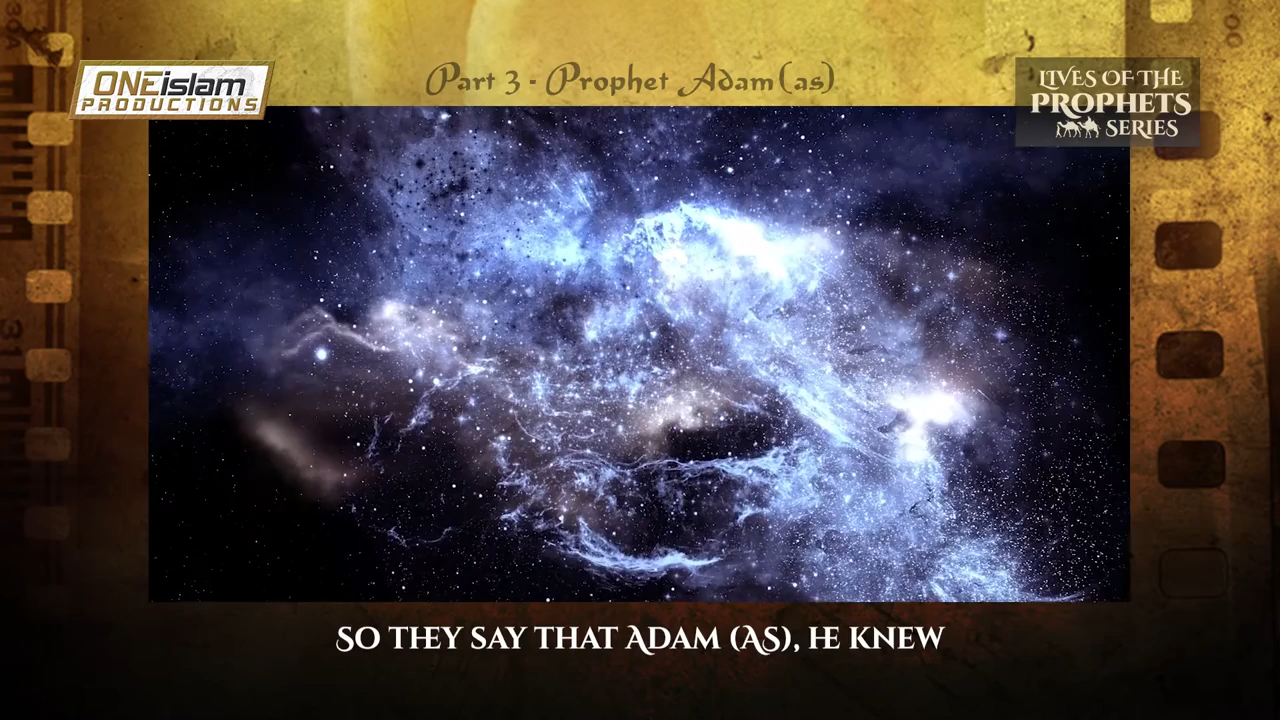 ONEislam
PRODUCTIONS
Part 3 - Prophet Adam (as)
LIVES OF THE
PROPHETS
SERIES
SO THEY SAY THAT ADAM (AS), HE KNEW